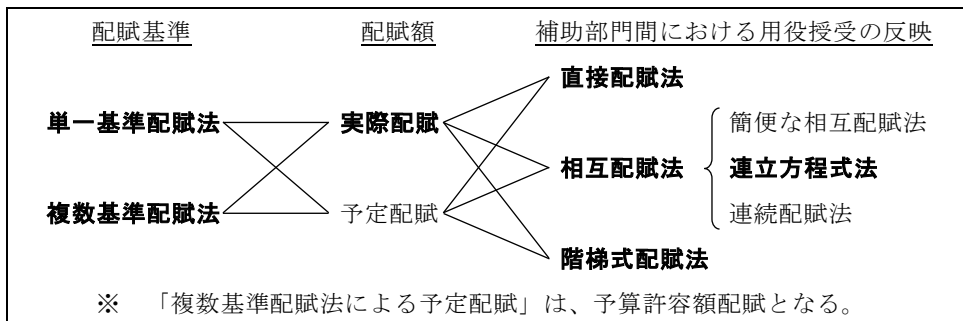 配賦基準 配賦額 補助部門間における用役授受の反映
直接配賦法
単一基準配賦法 実際配賦 簡便な相互配賦法
相互配賦法 連立方程式法
複数基準配賦法 予定配賦 連続配賦法
階梯式配賦法
※ 「複数基準配賦法による予定配賦」は、予算許容額配賦となる。